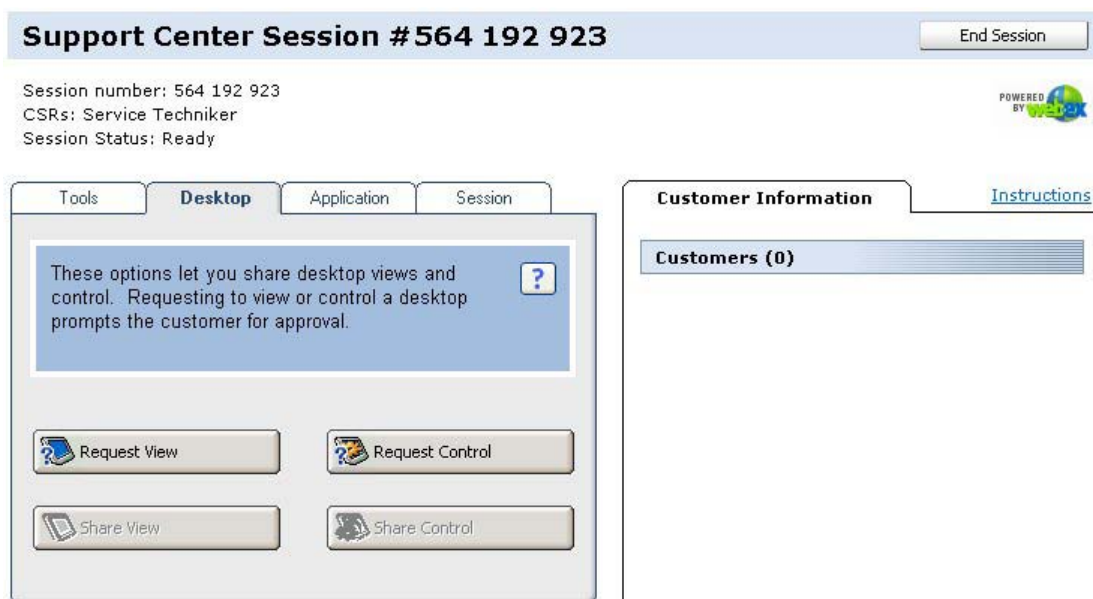 Support Center Session #564 192 923
End Session
Session number: 564 192 923
CSRs: Service Techniker
Session Status: Ready
POWERED
BY webex
Tools
Desktop
Application
Session
These options let you share desktop views and
control. Requesting to view or control a desktop
prompts the customer for approval.
?
Request View
Request Control
Share View
Share Control
Customer Information
Instructions
Customers (0)